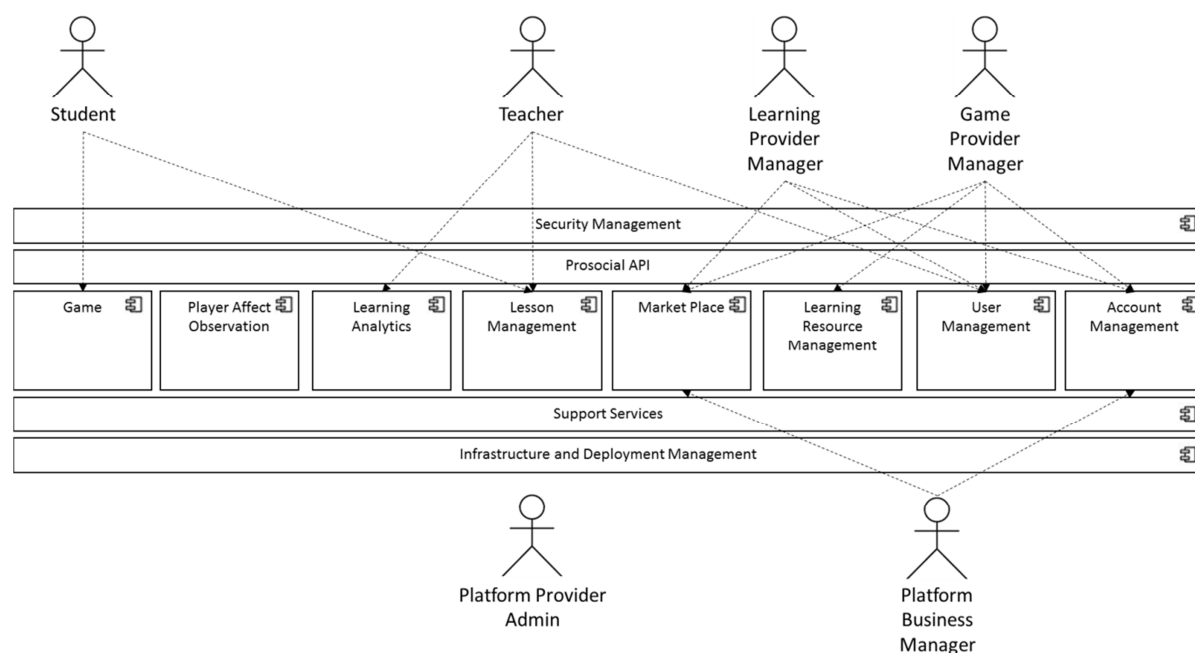 Student
Teacher
Learning
Provider
Manager
Game
Provider
Manager
Security Management
Prosocial API
Game
Player Affect
Observation
Learning
Analytics
Lesson
Management
Market Place
Learning
Resource
Management
User
Management
Account
Management
Support Services
Infrastructure and Deployment Management
Platform Provider
Admin
Platform
Business
Manager